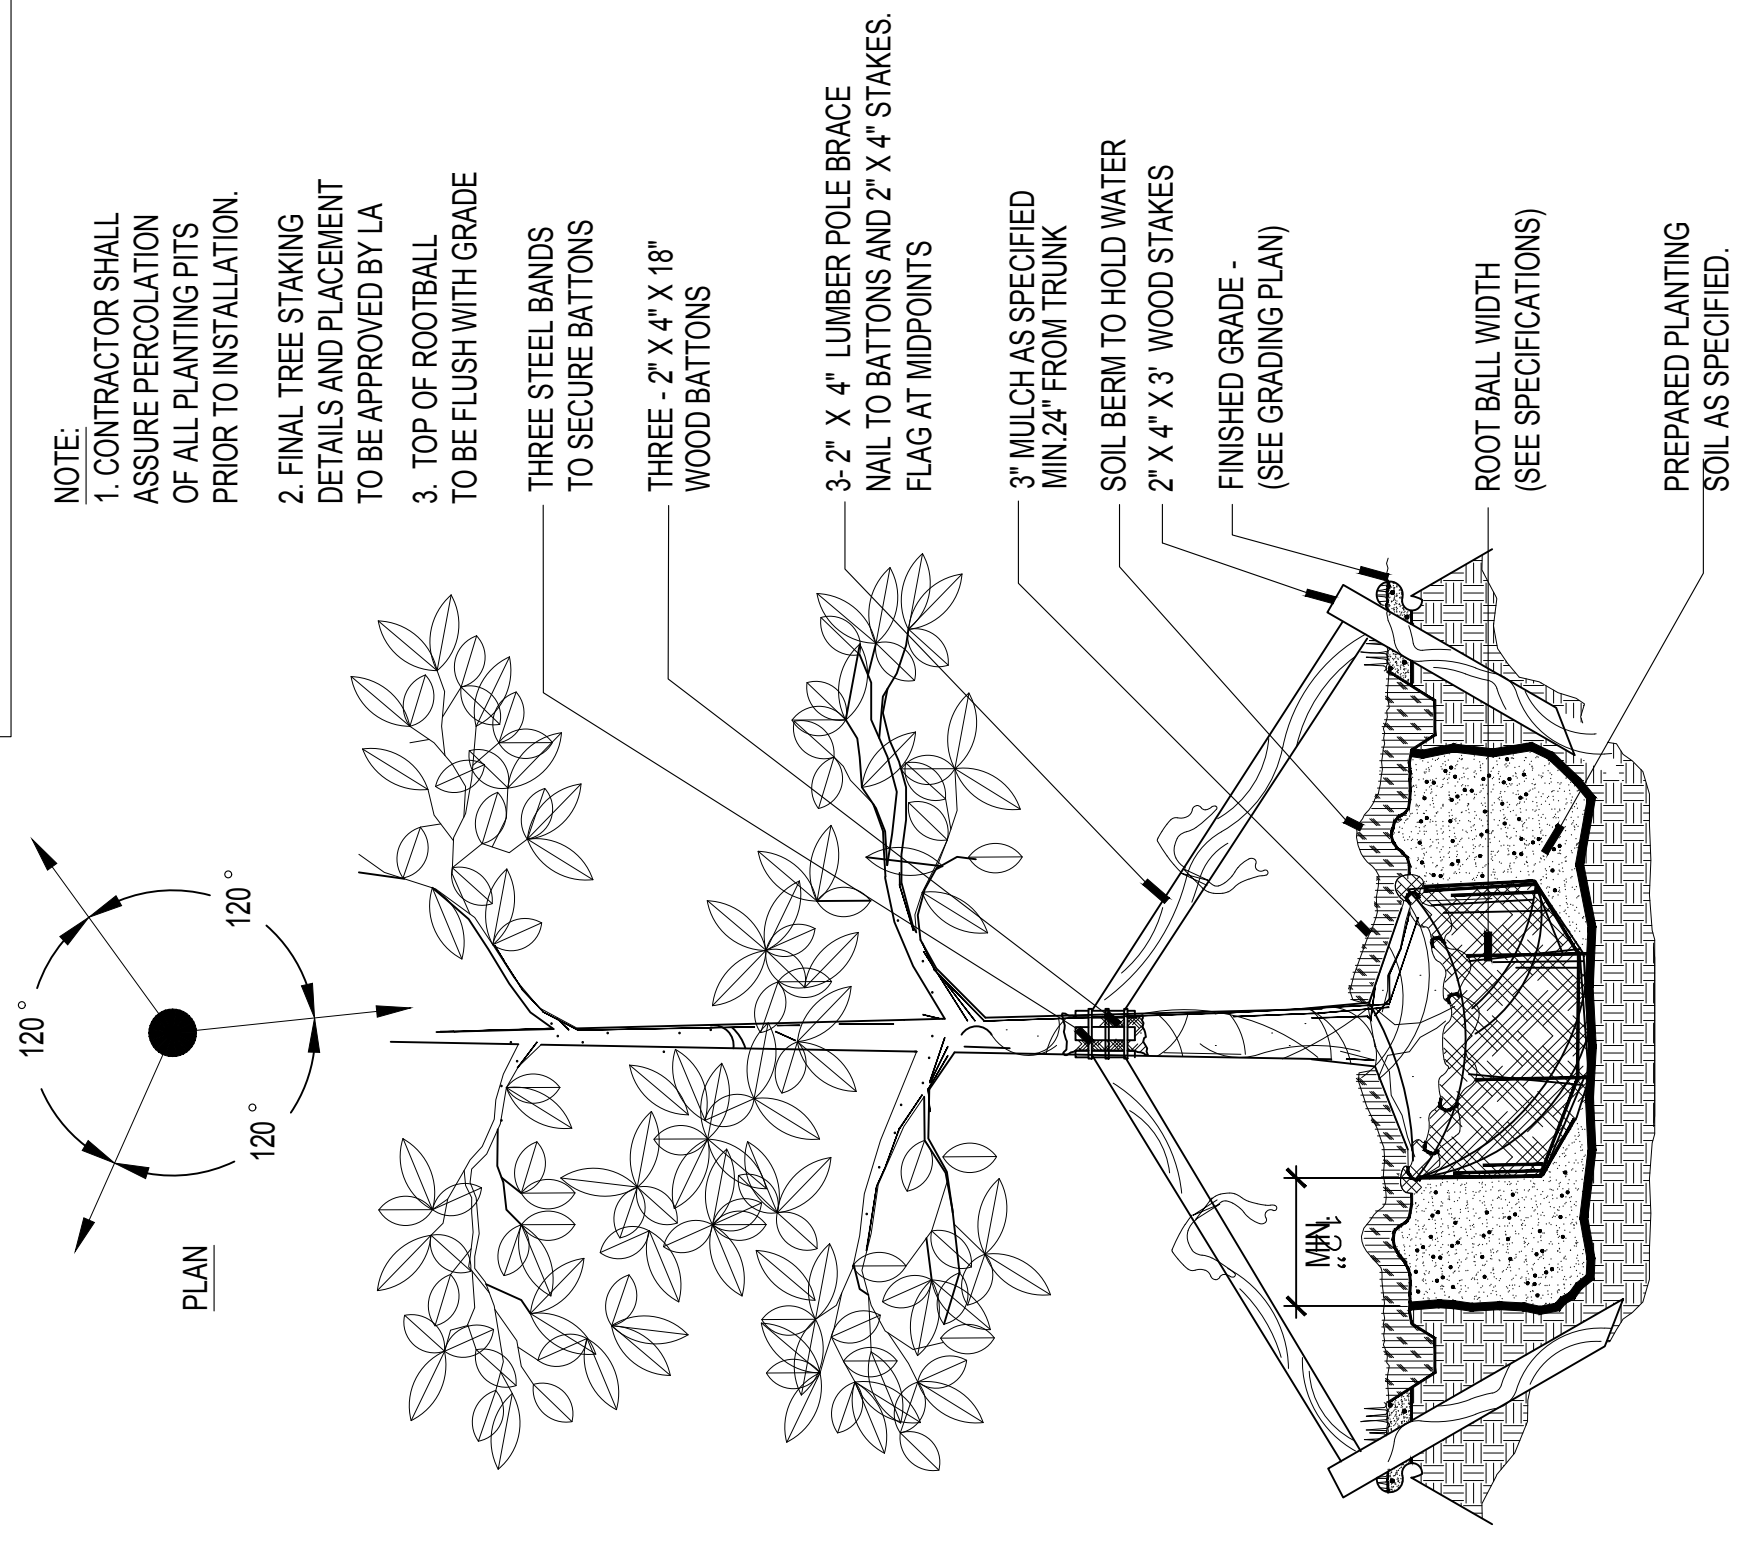 NOTE:
1. CONTRACTOR SHALL
ASSURE PERCOLATION
OF ALL PLANTING PITS
PRIOR TO INSTALLATION.
2. FINAL TREE STAKING
DETAILS AND PLACEMENT
TO BE APPROVED BY LA
3. TOP OF ROOTBALL
TO BE FLUSH WITH GRADE
THREE STEEL BANDS
TO SECURE BATTONS
THREE - 2" X 4" X 18"
WOOD BATTONS
3- 2" X 4" LUMBER POLE BRACE
NAIL TO BATTONS AND 2" X 4" STAKES.
FLAG AT MIDPOINTS
3" MULCH AS SPECIFIED
MIN.24" FROM TRUNK
SOIL BERM TO HOLD WATER
2" X 4" X 3' WOOD STAKES
FINISHED GRADE -
(SEE GRADING PLAN)
ROOT BALL WIDTH
(SEE SPECIFICATIONS)
PREPARED PLANTING
SOIL AS SPECIFIED.
120°
120°
120°
PLAN
MIN